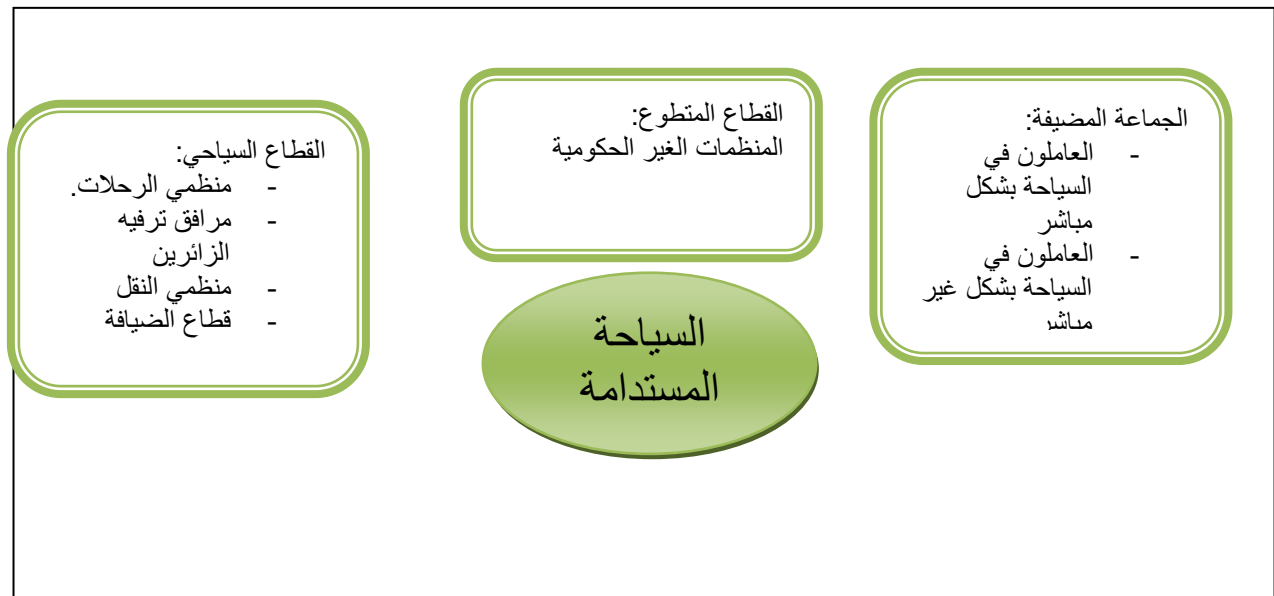 الجماعة المضيفة:
- العاملون في
السياحة بشكل
مباشر
- العاملون في
السياحة بشكل غير
مباشر
القطاع المتطوع:
المنظمات الغير الحكومية
القطاع السياحي:
- منظمي الرحلات.
- مرافق ترفيه
الزائرين
- منظمي النقل
- قطاع الضيافة
السياحة
المستدامة